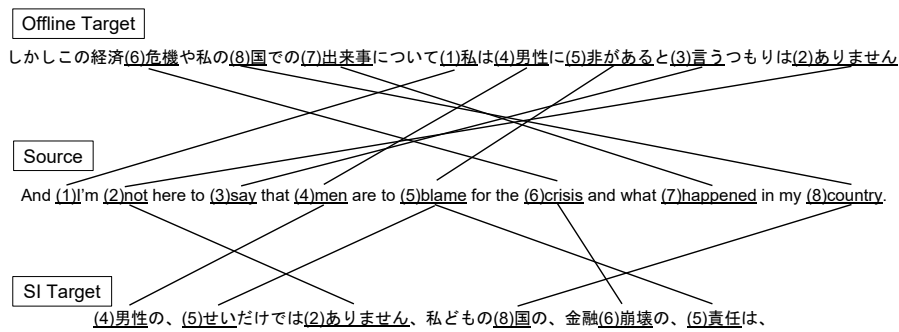 Offline Target
しかしこの経済(6)危機や私の(8)国での(7)出来事について(1)私は(4)男性に(5)非があると(3)言うつもりは(2)ありません
Source
And (1)I'm (2)not here to (3)say that (4)men are to (5)blame for the (6)crisis and what (7)happened in my (8)country.
SI Target
(4)男性の、(5)せいだけでは(2)ありません、私どもの(8)国の、金融(6)崩壊の、(5)責任は、